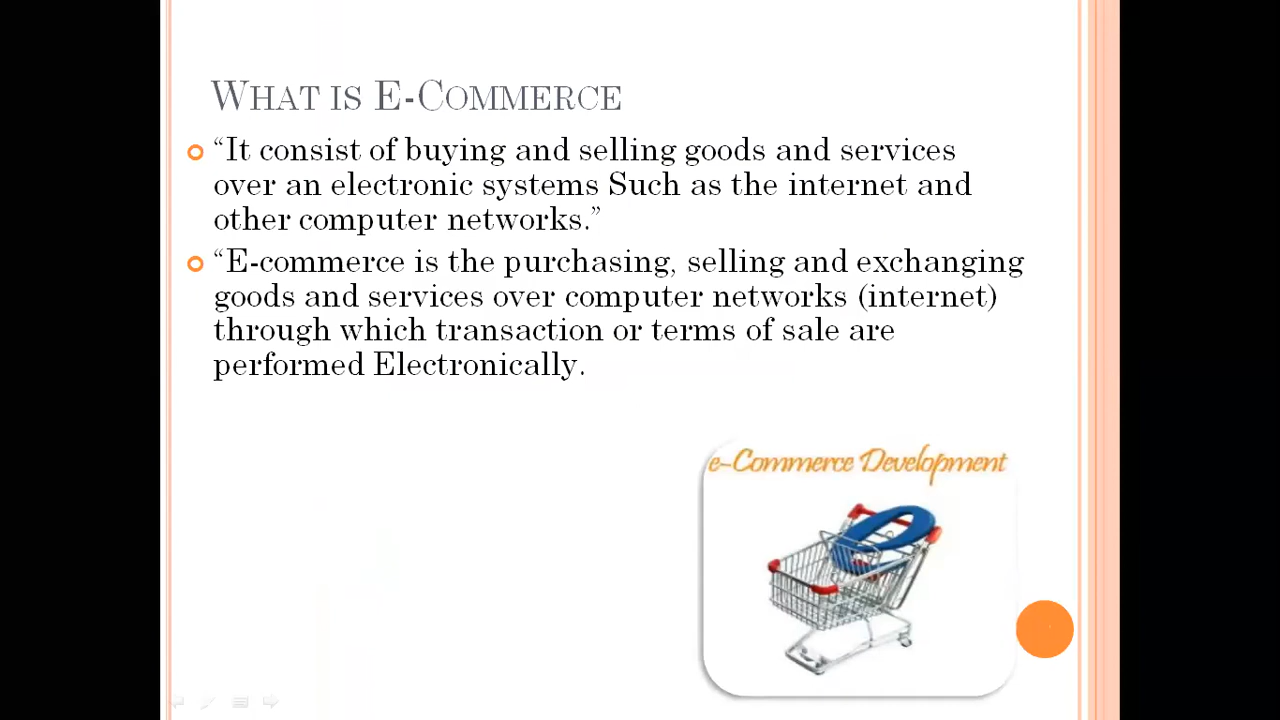 WHAT IS E-COMMERCE
“It consist of buying and selling goods and services
over an electronic systems Such as the internet and
other computer networks.”
“E-commerce is the purchasing, selling and exchanging
goods and services over computer networks (internet)
through which transaction or terms of sale are
performed Electronically.
e-Commerce Development